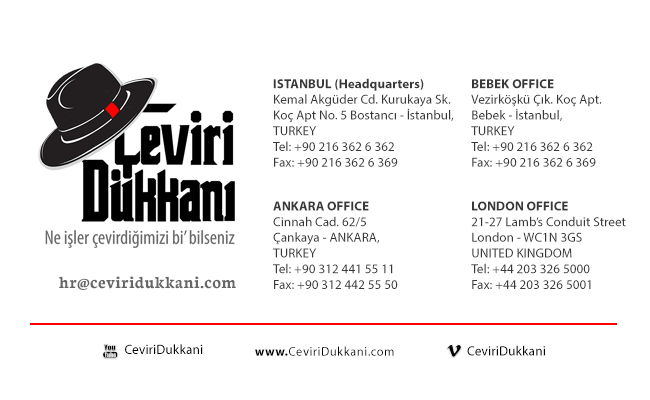 Çeviri
Dükkanı
Ne işler çevirdiğimizi bi' bilseniz
hr@ceviridukkani.com
ISTANBUL (Headquarters)
Kemal Akgüder Cd. Kurukaya Sk.
Koç Apt No. 5 Bostancı - İstanbul,
TURKEY
Tel: +90 216 362 6 362
Fax: +90 216 362 6 369
BEBEK OFFICE
Vezirköşkü Çık. Koç Apt.
Bebek - İstanbul,
TURKEY
Tel: +90 216 362 6 362
Fax: +90 216 362 6 369
ANKARA OFFICE
Cinnah Cad. 62/5
Çankaya - ANKARA,
TURKEY
Tel: +90 312 441 55 11
Fax: +90 312 442 55 50
LONDON OFFICE
21-27 Lamb's Conduit Street
London - WC1N 3GS
UNITED KINGDOM
Tel: +44 203 326 5000
Fax: +44 203 326 5001
You Tube CeviriDukkani
www.CeviriDukkani.com
v CeviriDukkani